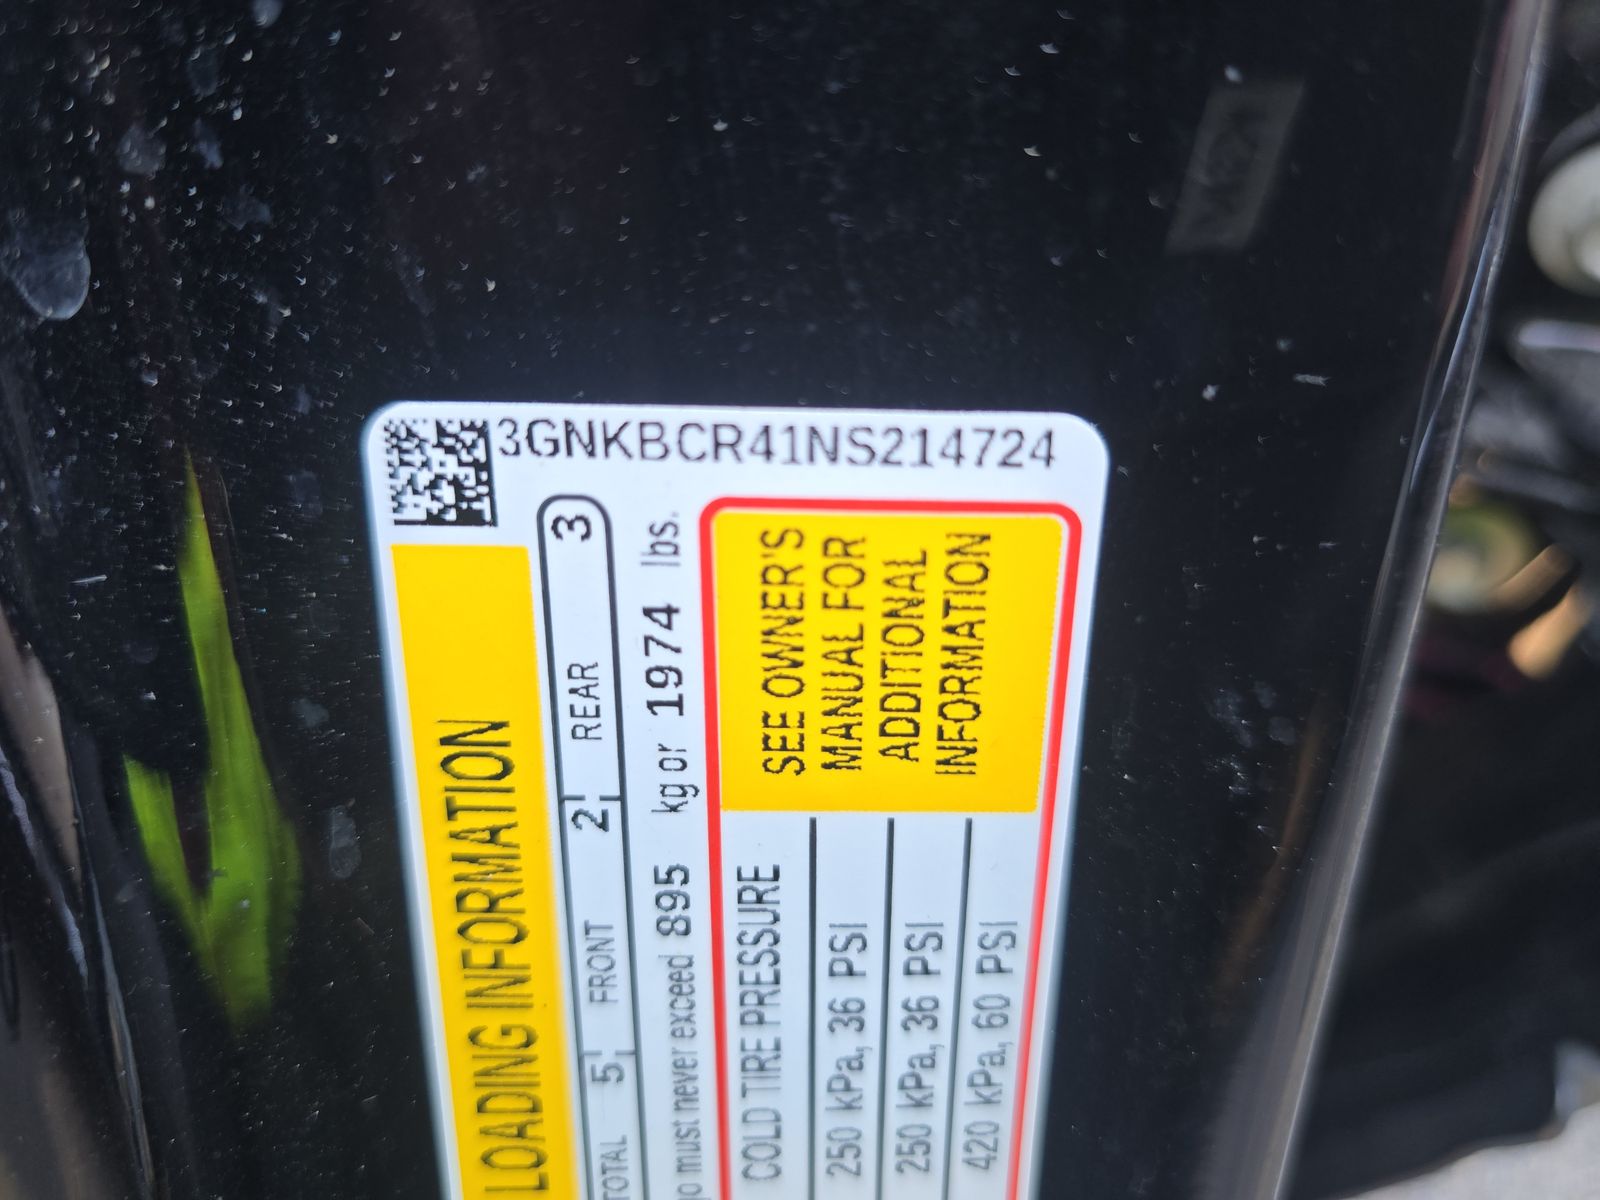 3GNKBCR41NS214724
LOADING INFORMATION
TOTAL 5 FRONT 2 REAR 3
must never exceed 895 kg or 1974 lbs.
COLD TIRE PRESSURE
250 kPa, 36 PSI
250 kPa, 36 PSI
420 kPa, 60 PSI
SEE OWNER'S
MANUAL FOR
ADDITIONAL
INFORMATION